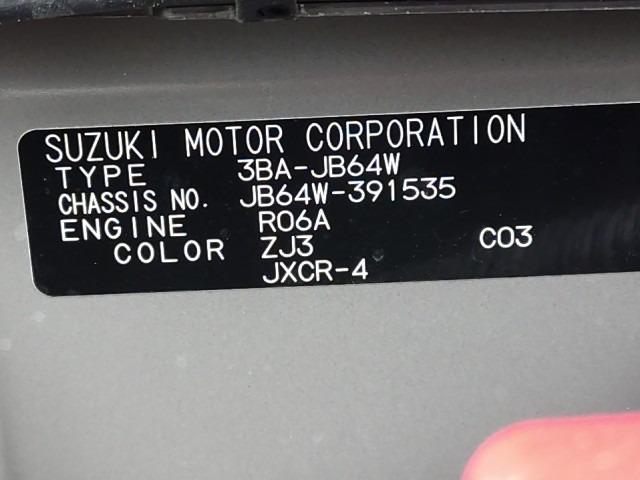 SUZUKI MOTOR CORPORATION
TYPE 3BA-JB64W
CHASSIS NO. JB64W-391535
ENGINE R06A
COLOR ZJ3 C03
JXCR-4